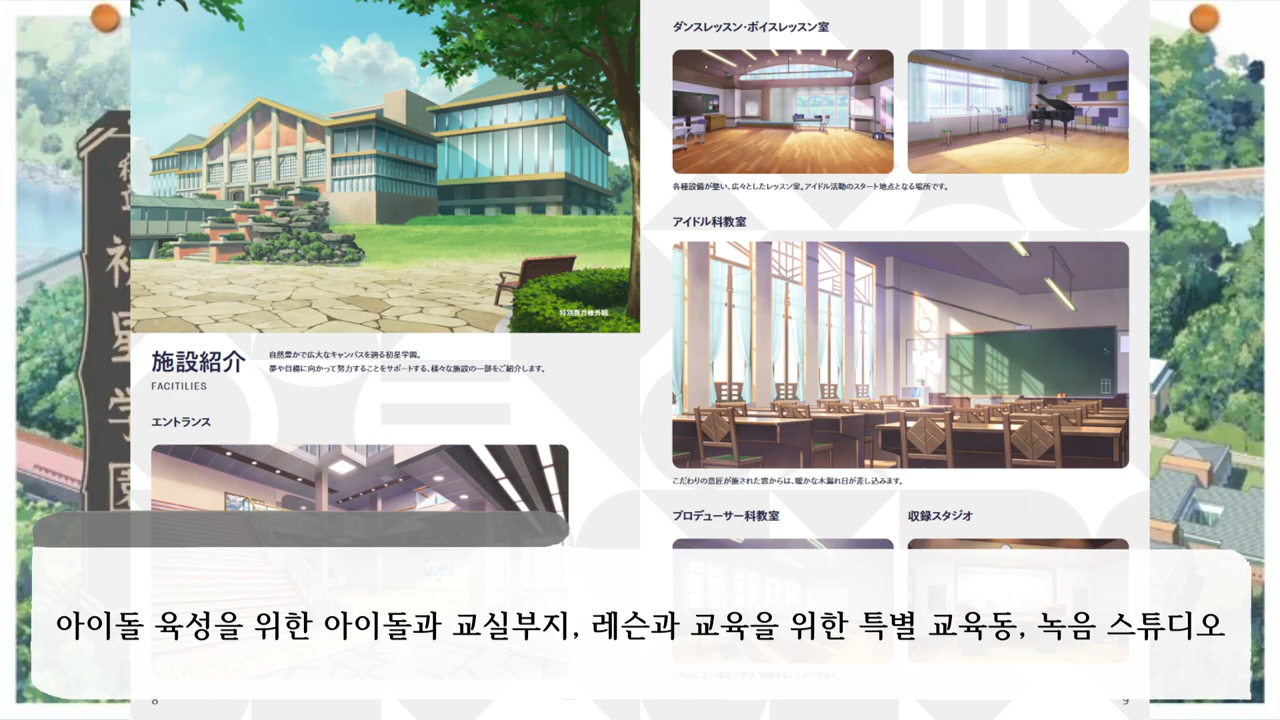 初星学園
特別教育棟外観
施設紹介
FACITILIES
自然豊かで広大なキャンパスを誇る初星学園。
夢や目標に向かって努力することをサポートする、様々な施設の一部をご紹介します。
エントランス
8
ダンスレッスン・ボイスレッスン室
各種設備が整い、広々としたレッスン室。アイドル活動のスタート地点となる場所です。
アイドル科教室
こだわりの意匠が施された窓からは、暖かな木漏れ日が差し込みます。
プロデューサー科教室
収録スタジオ
9
아이돌 육성을 위한 아이돌과 교실부지, 레슨과 교육을 위한 특별 교육동, 녹음 스튜디오